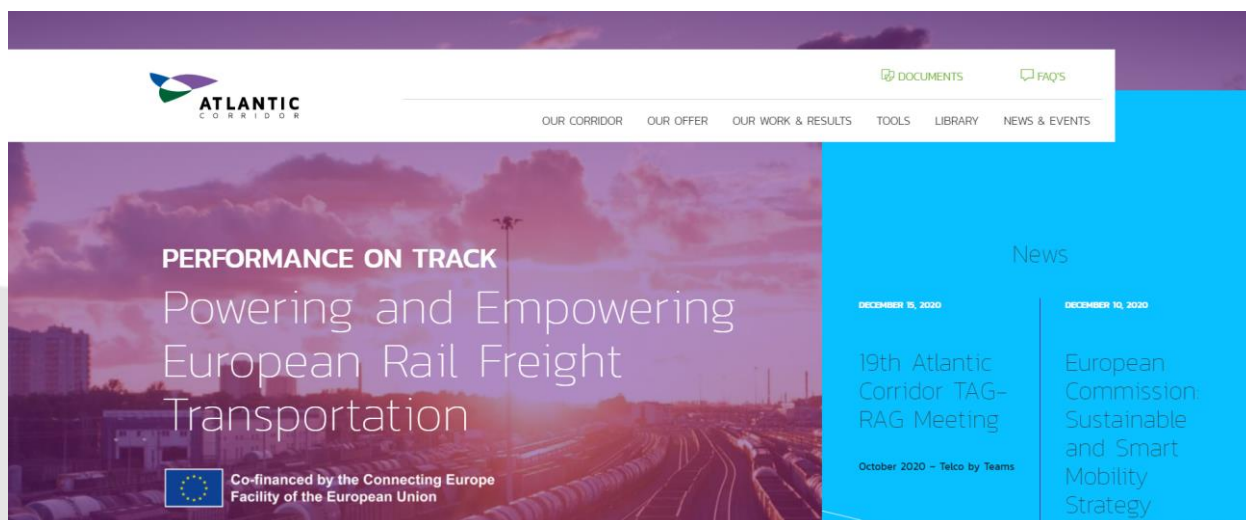 DOCUMENTS
FAQ'S
ATLANTIC
CORRIDOR
OUR CORRIDOR OUR OFFER OUR WORK & RESULTS TOOLS LIBRARY NEWS & EVENTS
PERFORMANCE ON TRACK
Powering and Empowering
European Rail Freight
Transportation
Co-financed by the Connecting Europe
Facility of the European Union
News
DECEMBER 15, 2020
19th Atlantic
Corridor TAG-
RAG Meeting
October 2020 – Telco by Teams
DECEMBER 10, 2020
European
Commission:
Sustainable
and Smart
Mobility
Strategy